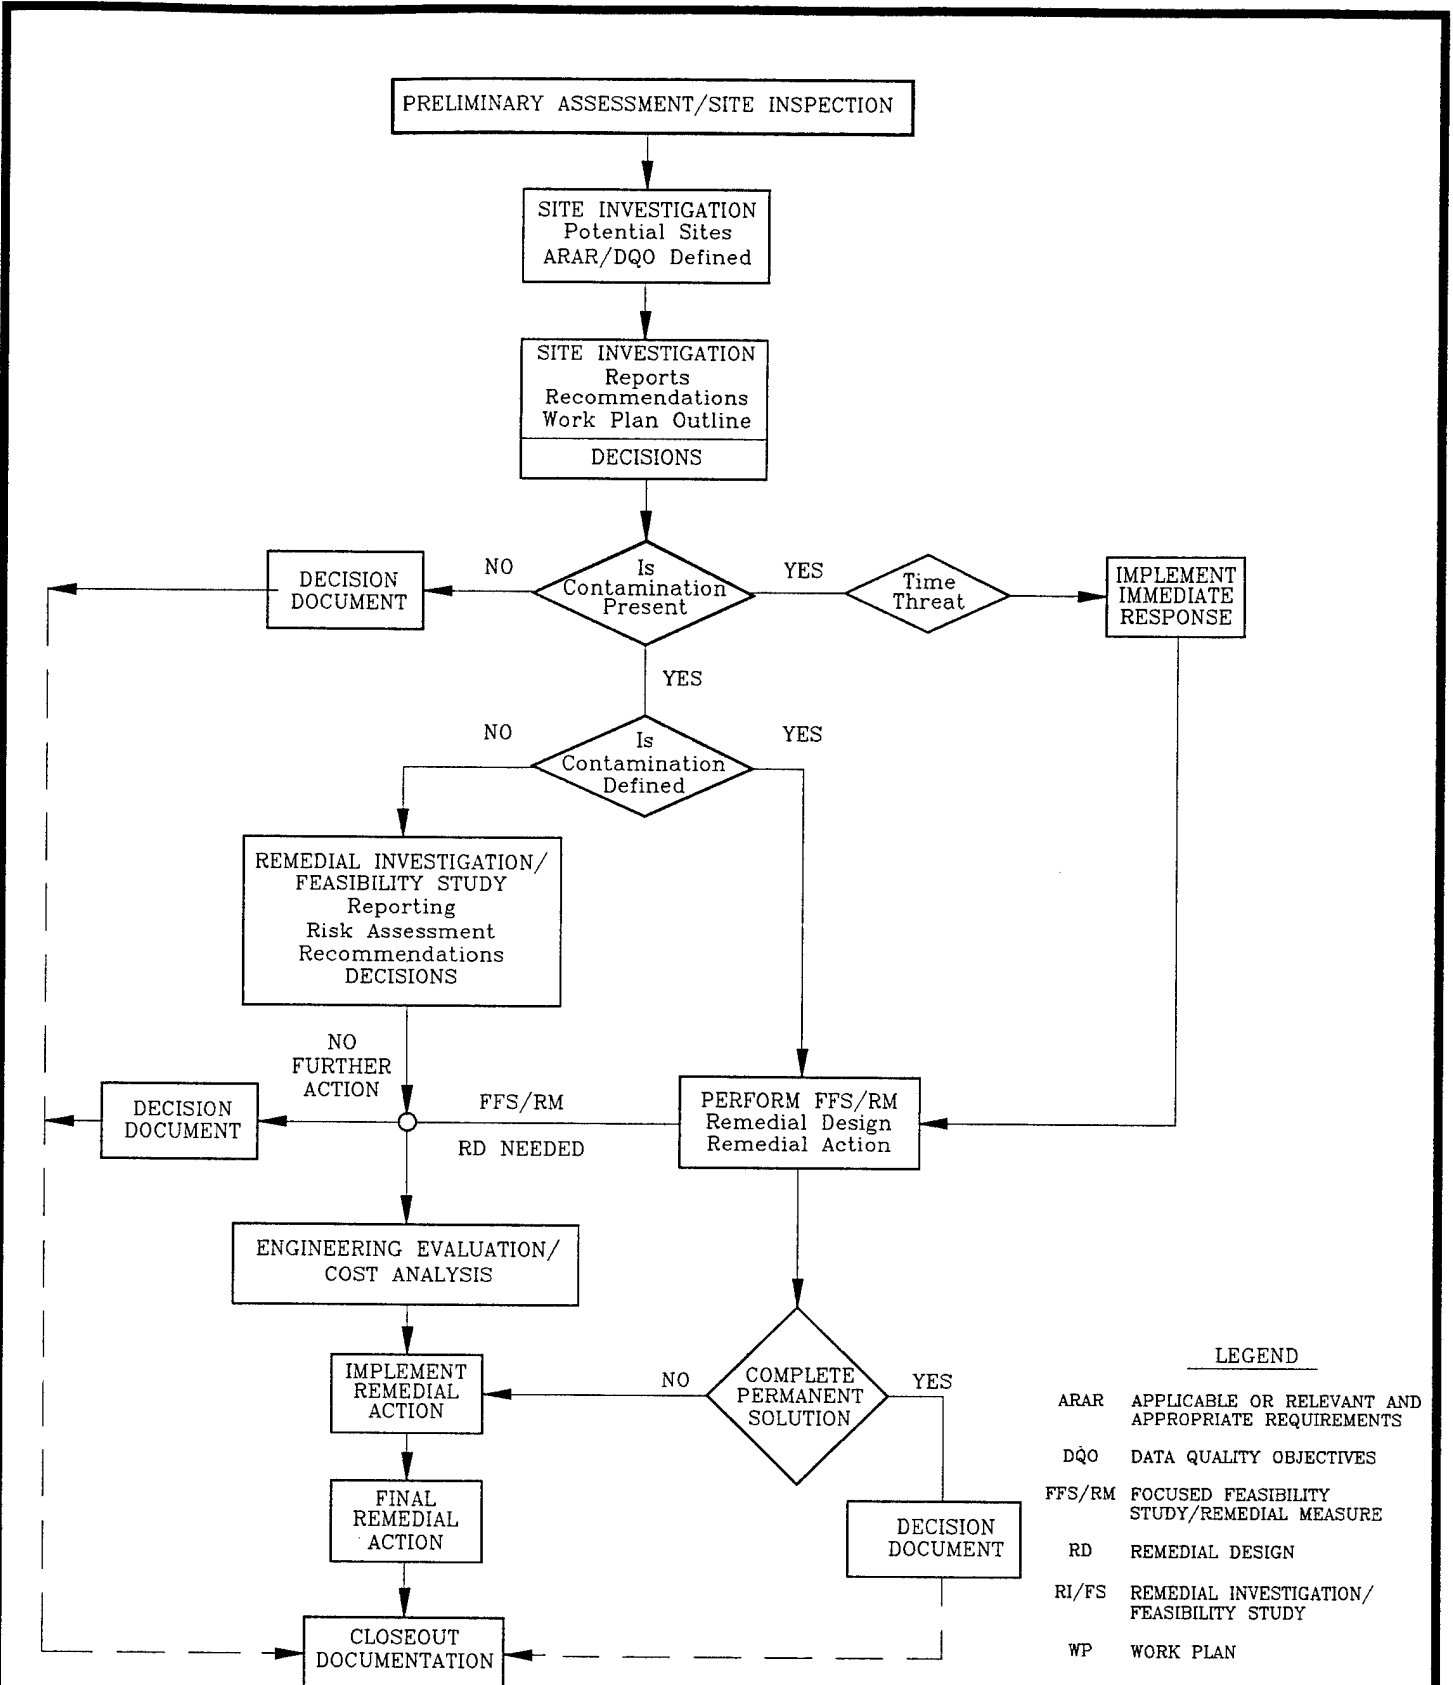 PRELIMINARY ASSESSMENT/SITE INSPECTION
SITE INVESTIGATION
Potential Sites
ARAR/DQO Defined
SITE INVESTIGATION
Reports
Recommendations
Work Plan Outline
DECISIONS
DECISION
DOCUMENT
NO
Is
Contamination
Present
YES
Time
Threat
IMPLEMENT
IMMEDIATE
RESPONSE
YES
NO
Is
Contamination
Defined
YES
REMEDIAL INVESTIGATION/
FEASIBILITY STUDY
Reporting
Risk Assessment
Recommendations
DECISIONS
NO
FURTHER
ACTION
DECISION
DOCUMENT
FFS/RM
RD NEEDED
PERFORM FFS/RM
Remedial Design
Remedial Action
ENGINEERING EVALUATION/
COST ANALYSIS
IMPLEMENT
REMEDIAL
ACTION
NO
COMPLETE
PERMANENT
SOLUTION
YES
FINAL
REMEDIAL
ACTION
DECISION
DOCUMENT
CLOSEOUT
DOCUMENTATION
LEGEND
ARAR APPLICABLE OR RELEVANT AND
APPROPRIATE REQUIREMENTS
DQO DATA QUALITY OBJECTIVES
FFS/RM FOCUSED FEASIBILITY
STUDY/REMEDIAL MEASURE
RD REMEDIAL DESIGN
RI/FS REMEDIAL INVESTIGATION/
FEASIBILITY STUDY
WP WORK PLAN